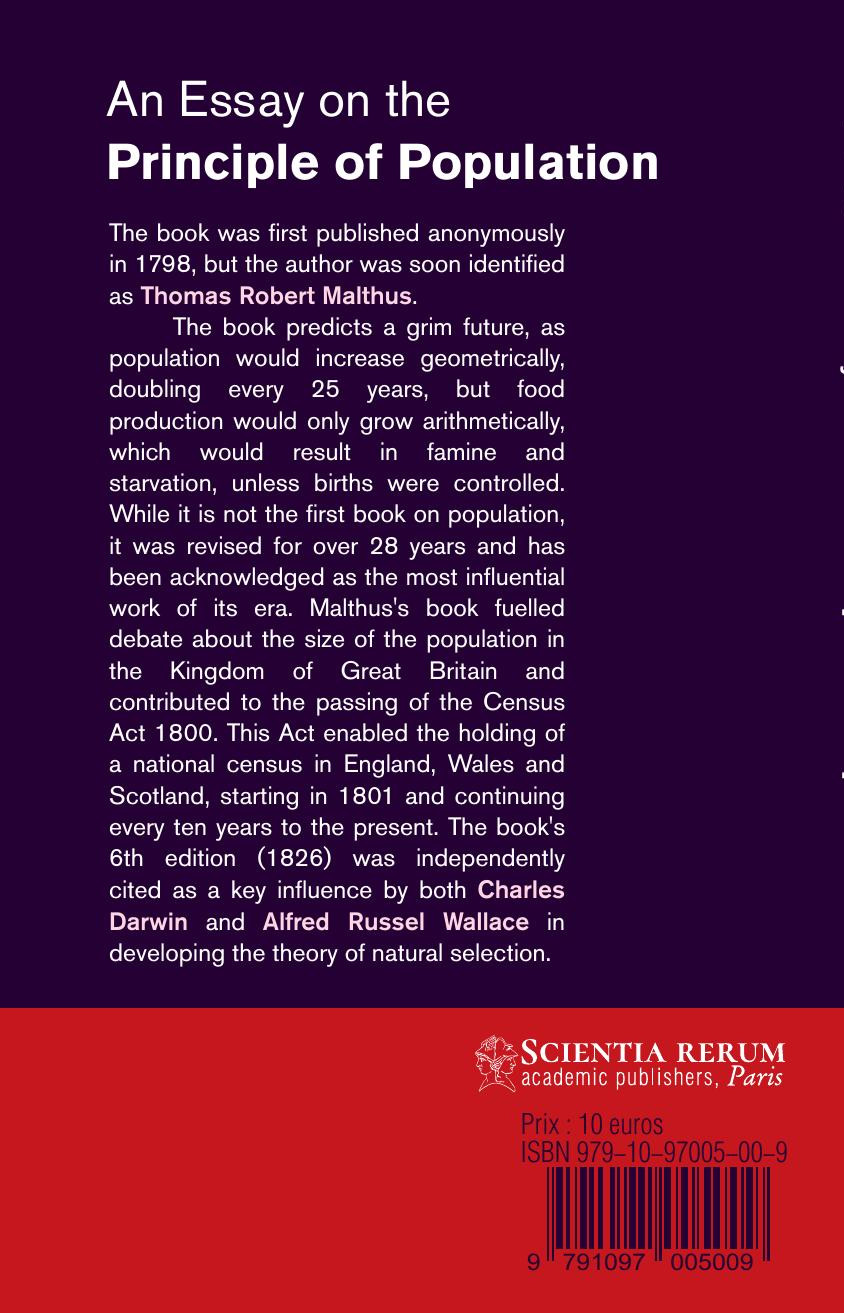 An Essay on the
Principle of Population
The book was first published anonymously
in 1798, but the author was soon identified
as Thomas Robert Malthus.
The book predicts a grim future, as
population would increase geometrically,
doubling every 25 years, but food
production would only grow arithmetically,
which would result in famine and
starvation, unless births were controlled.
While it is not the first book on population,
it was revised for over 28 years and has
been acknowledged as the most influential
work of its era. Malthus's book fuelled
debate about the size of the population in
the Kingdom of Great Britain and
contributed to the passing of the Census
Act 1800. This Act enabled the holding of
a national census in England, Wales and
Scotland, starting in 1801 and continuing
every ten years to the present. The book's
6th edition (1826) was independently
cited as a key influence by both Charles
Darwin and Alfred Russel Wallace in
developing the theory of natural selection.
SCIENTIA RERUM
academic publishers, Paris
Prix : 10 euros
ISBN 979–10–97005–00–9
9 791097 005009